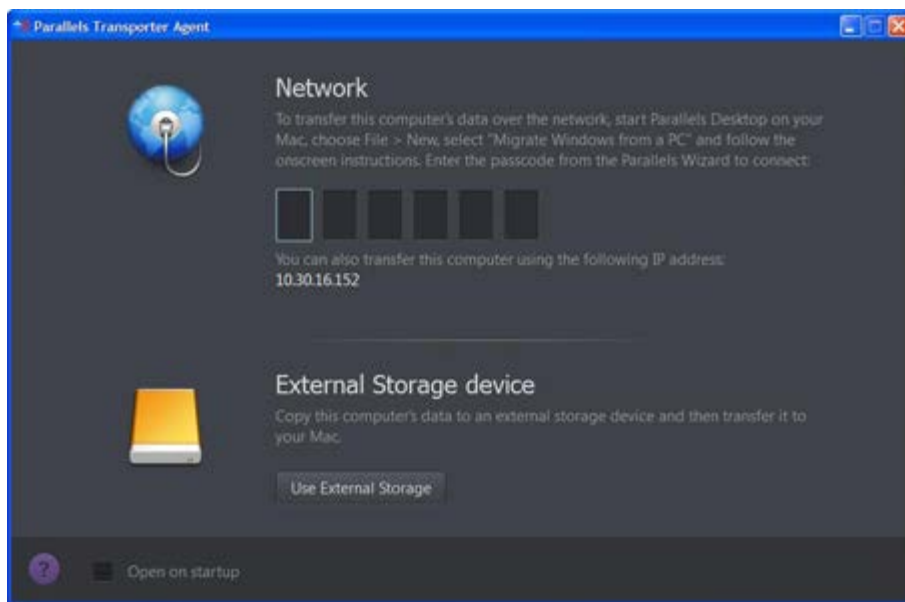 Parallels Transporter Agent
Network
To transfer this computer's data over the network, start Parallels Desktop on your
Mac, choose File > New, select "Migrate Windows from a PC" and follow the
onscreen instructions. Enter the passcode from the Parallels Wizard to connect:
You can also transfer this computer using the following IP address:
10.30.16.152
External Storage device
Copy this computer's data to an external storage device and then transfer it to
your Mac.
Use External Storage
? Open on startup